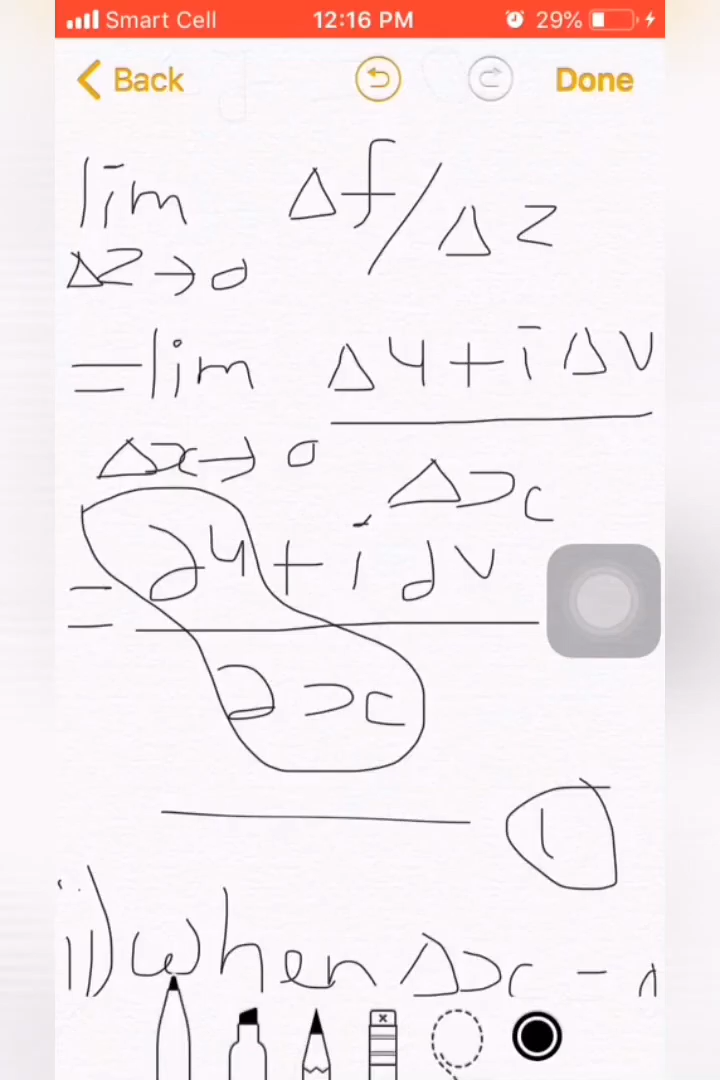 Smart Cell 12:16 PM 29%
Back Done
lim Δf/Δz
Δz→0
=lim Δu+iΔv
Δx→0 Δx
= ∂u + i ∂v
∂x
1
ii) when Δx -